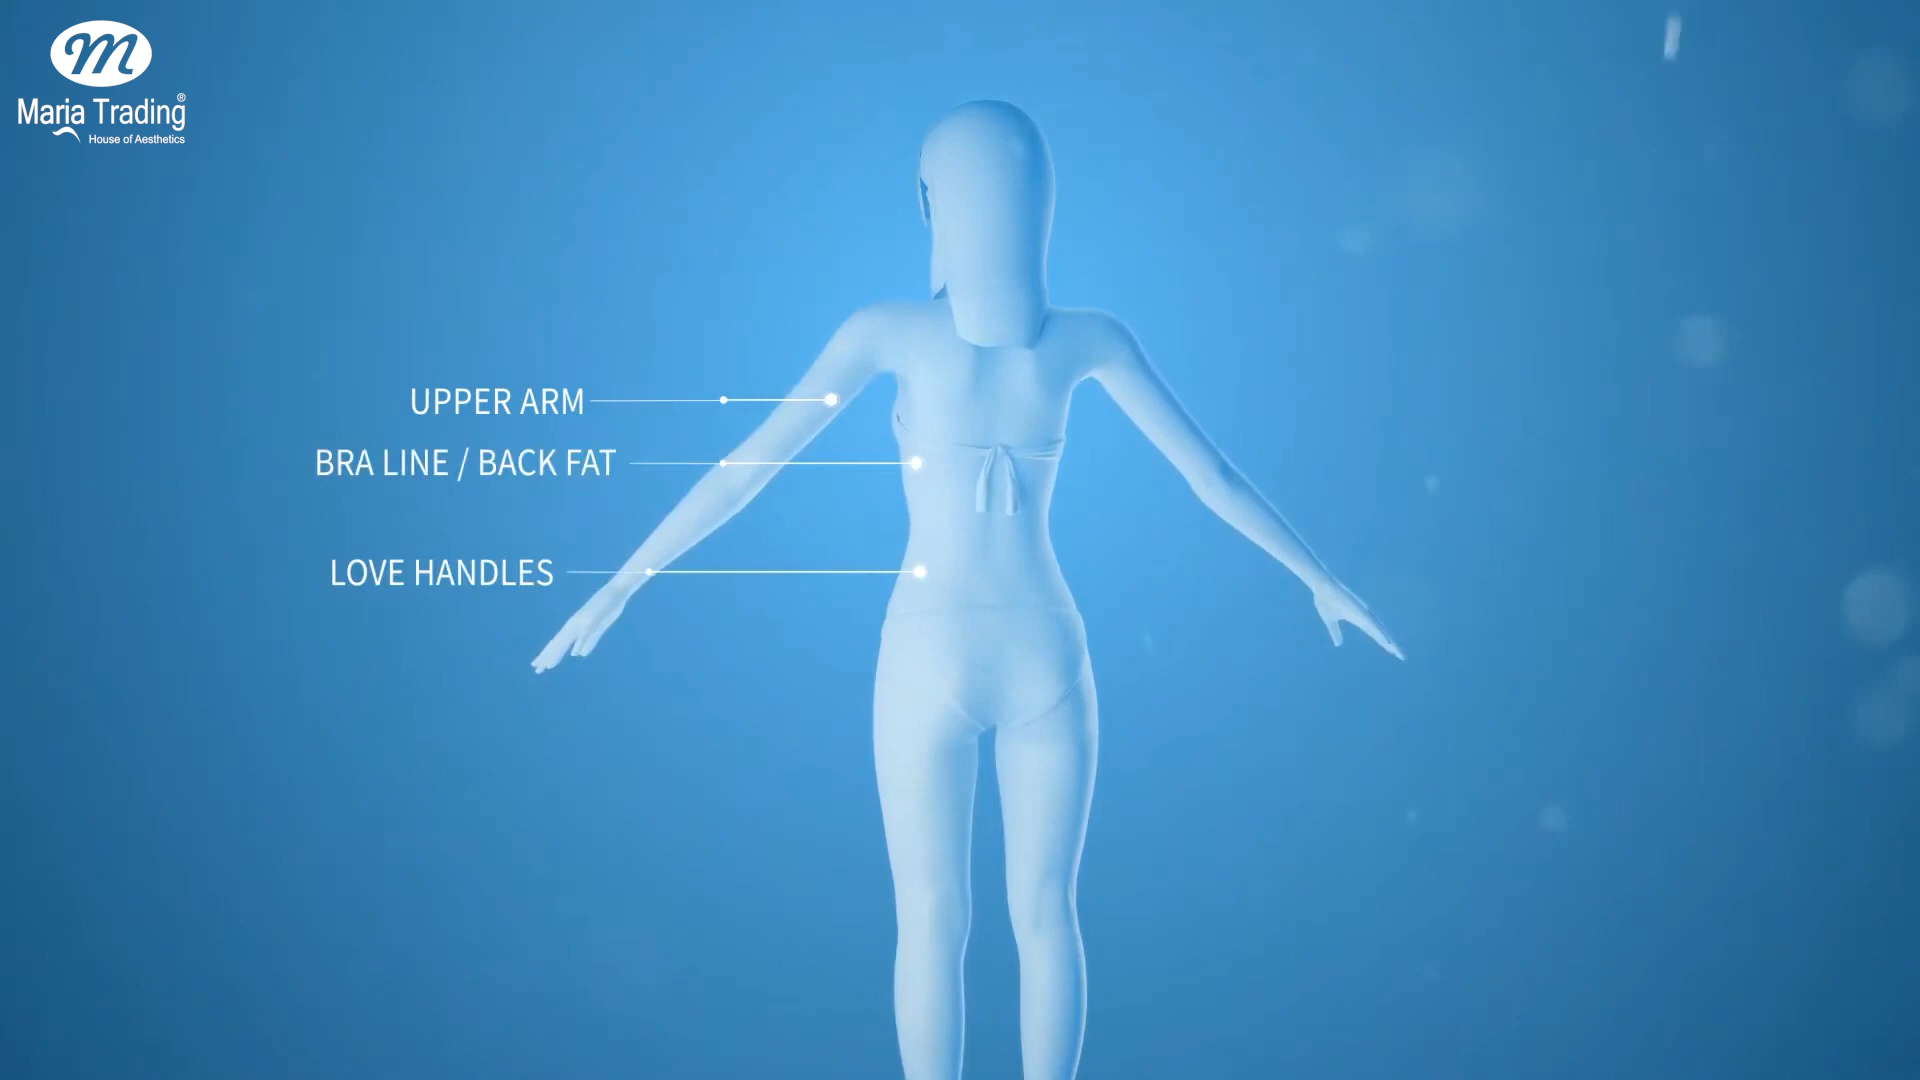 m
Maria Trading®
House of Aesthetics
UPPER ARM
BRA LINE / BACK FAT
LOVE HANDLES